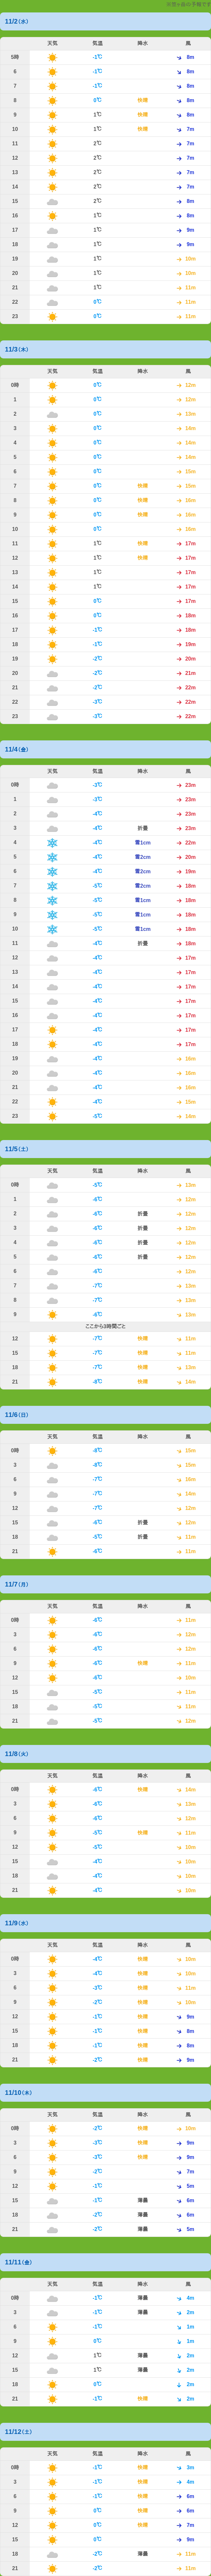 の予報です
11/2(水)
天気 気温 降水 風
5時 -1℃ 8m
6 -1℃ 8m
7 -1℃ 8m
8 0℃ 快晴 8m
9 1℃ 快晴 8m
10 1℃ 快晴 7m
11 2℃ 7m
12 2℃ 7m
13 2℃ 7m
14 2℃ 7m
15 2℃ 8m
16 1℃ 8m
17 1℃ 9m
18 1℃ 9m
19 1℃ 10m
20 1℃ 10m
21 1℃ 11m
22 0℃ 11m
23 0℃ 11m
11/3(木)
天気 気温 降水 風
0時 0℃ 12m
1 0℃ 12m
2 0℃ 13m
3 0℃ 14m
4 0℃ 14m
5 0℃ 14m
6 0℃ 15m
7 0℃ 快晴 15m
8 0℃ 快晴 16m
9 0℃ 快晴 16m
10 0℃ 16m
11 1℃ 快晴 17m
12 1℃ 快晴 17m
13 1℃ 17m
14 1℃ 17m
15 0℃ 17m
16 0℃ 18m
17 -1℃ 18m
18 -1℃ 19m
19 -2℃ 20m
20 -2℃ 21m
21 -2℃ 22m
22 -3℃ 22m
23 -3℃ 22m
11/4(金)
天気 気温 降水 風
0時 -3℃ 23m
1 -3℃ 23m
2 -4℃ 23m
3 -4℃ 折曇 23m
4 -4℃ 雪1cm 22m
5 -4℃ 雪2cm 20m
6 -4℃ 雪2cm 19m
7 -5℃ 雪2cm 18m
8 -5℃ 雪1cm 18m
9 -5℃ 雪1cm 18m
10 -5℃ 雪1cm 18m
11 -4℃ 折曇 18m
12 -4℃ 17m
13 -4℃ 17m
14 -4℃ 17m
15 -4℃ 17m
16 -4℃ 17m
17 -4℃ 17m
18 -4℃ 17m
19 -4℃ 16m
20 -4℃ 16m
21 -4℃ 16m
22 -4℃ 15m
23 -5℃ 14m
11/5(土)
天気 気温 降水 風
0時 -5℃ 13m
1 -6℃ 12m
2 -6℃ 折曇 12m
3 -6℃ 折曇 12m
4 -6℃ 折曇 12m
5 -6℃ 折曇 12m
6 -6℃ 12m
7 -7℃ 13m
8 -7℃ 13m
9 -6℃ 13m
ここから3時間ごと
12 -7℃ 快晴 11m
15 -7℃ 快晴 11m
18 -7℃ 快晴 13m
21 -8℃ 快晴 14m
11/6(日)
天気 気温 降水 風
0時 -8℃ 15m
3 -8℃ 15m
6 -7℃ 15m
9 -7℃ 14m
12 -7℃ 12m
15 -6℃ 折曇 12m
18 -5℃ 折曇 11m
21 -6℃ 11m
11/7(月)
天気 気温 降水 風
0時 -6℃ 11m
3 -6℃ 12m
6 -6℃ 12m
9 -6℃ 快晴 11m
12 -6℃ 10m
15 -5℃ 11m
18 -5℃ 11m
21 -5℃ 12m
11/8(火)
天気 気温 降水 風
0時 -6℃ 快晴 14m
3 -6℃ 13m
6 -6℃ 12m
9 -5℃ 快晴 11m
12 -5℃ 10m
15 -4℃ 10m
18 -4℃ 10m
21 -4℃ 10m
11/9(水)
天気 気温 降水 風
0時 -4℃ 快晴 10m
3 -4℃ 快晴 10m
6 -3℃ 快晴 11m
9 -2℃ 快晴 10m
12 -1℃ 快晴 9m
15 -1℃ 快晴 8m
18 -1℃ 快晴 8m
21 -2℃ 快晴 9m
11/10(木)
天気 気温 降水 風
0時 -2℃ 快晴 10m
3 -3℃ 快晴 9m
6 -3℃ 快晴 9m
9 -2℃ 7m
12 -1℃ 5m
15 -1℃ 薄曇 6m
18 -2℃ 薄曇 6m
21 -2℃ 薄曇 5m
11/11(金)
天気 気温 降水 風
0時 -1℃ 薄曇 4m
3 -1℃ 薄曇 2m
6 -1℃ 1m
9 0℃ 1m
12 1℃ 薄曇 2m
15 1℃ 薄曇 2m
18 0℃ 2m
21 -1℃ 快晴 2m
11/12(土)
天気 気温 降水 風
0時 -1℃ 快晴 3m
3 -1℃ 快晴 4m
6 -1℃ 快晴 6m
9 0℃ 快晴 6m
12 0℃ 快晴 7m
15 0℃ 9m
18 -2℃ 薄曇 11m
21 -2℃ 11m